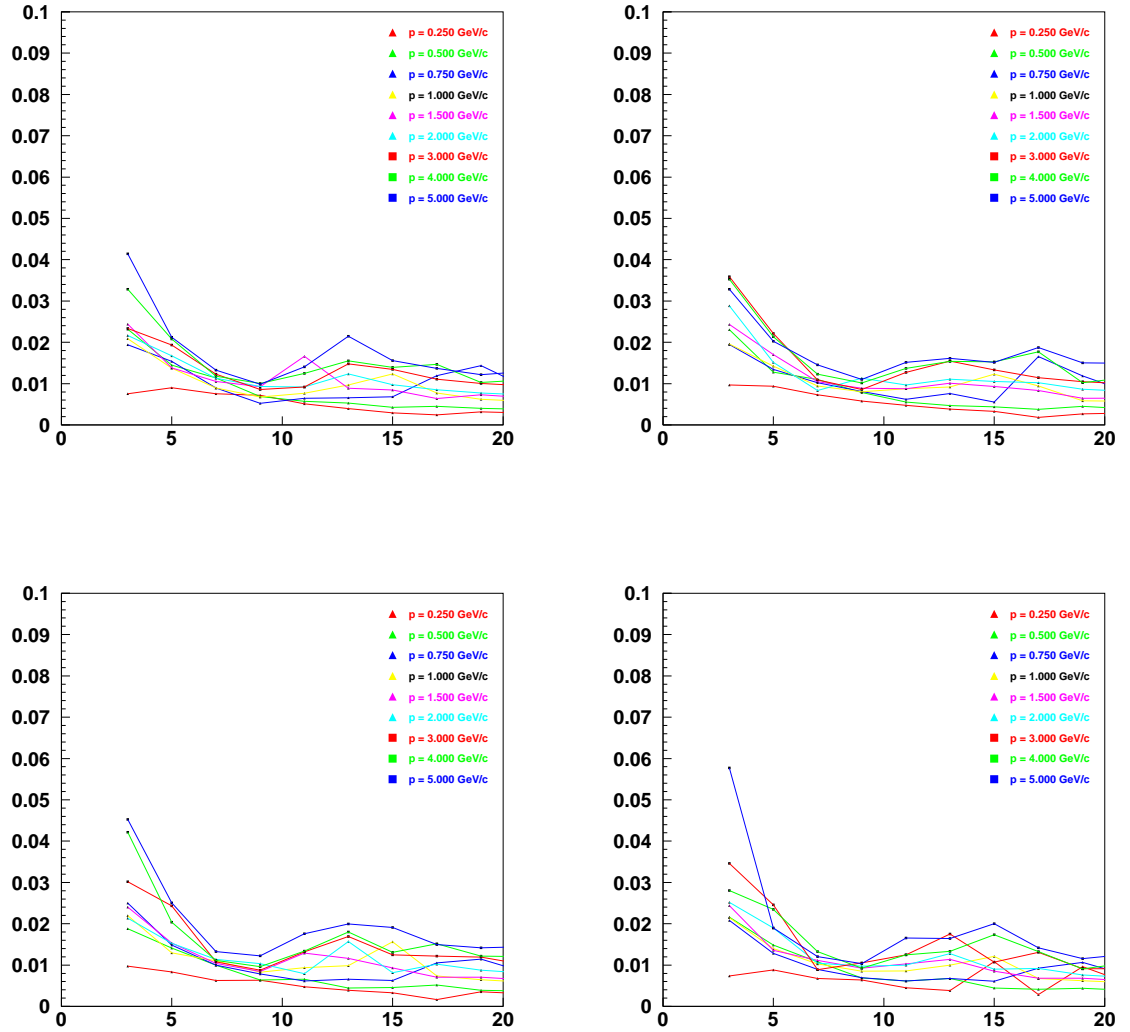 0.1
0.09
0.08
0.07
0.06
0.05
0.04
0.03
0.02
0.01
0
0 5 10 15 20
p = 0.250 GeV/c
p = 0.500 GeV/c
p = 0.750 GeV/c
p = 1.000 GeV/c
p = 1.500 GeV/c
p = 2.000 GeV/c
p = 3.000 GeV/c
p = 4.000 GeV/c
p = 5.000 GeV/c
0.1
0.09
0.08
0.07
0.06
0.05
0.04
0.03
0.02
0.01
0
0 5 10 15 20
p = 0.250 GeV/c
p = 0.500 GeV/c
p = 0.750 GeV/c
p = 1.000 GeV/c
p = 1.500 GeV/c
p = 2.000 GeV/c
p = 3.000 GeV/c
p = 4.000 GeV/c
p = 5.000 GeV/c
0.1
0.09
0.08
0.07
0.06
0.05
0.04
0.03
0.02
0.01
0
0 5 10 15 20
p = 0.250 GeV/c
p = 0.500 GeV/c
p = 0.750 GeV/c
p = 1.000 GeV/c
p = 1.500 GeV/c
p = 2.000 GeV/c
p = 3.000 GeV/c
p = 4.000 GeV/c
p = 5.000 GeV/c
0.1
0.09
0.08
0.07
0.06
0.05
0.04
0.03
0.02
0.01
0
0 5 10 15 20
p = 0.250 GeV/c
p = 0.500 GeV/c
p = 0.750 GeV/c
p = 1.000 GeV/c
p = 1.500 GeV/c
p = 2.000 GeV/c
p = 3.000 GeV/c
p = 4.000 GeV/c
p = 5.000 GeV/c